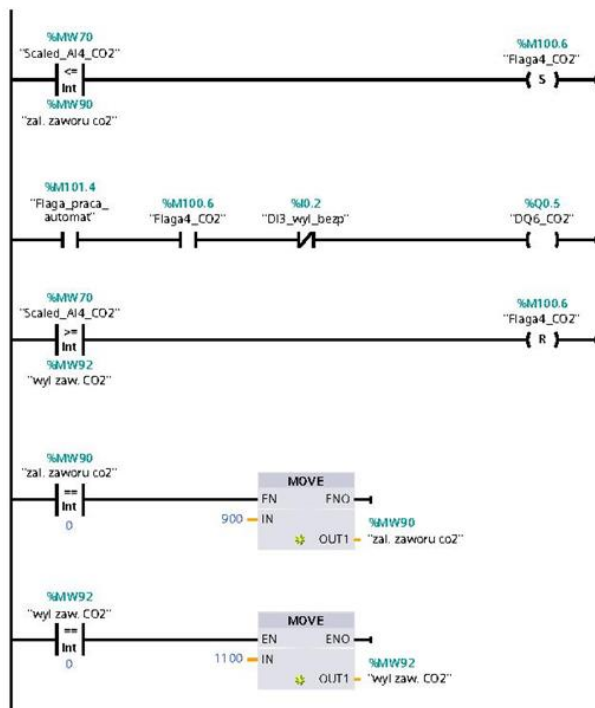 %MW70
"Scaled_AI4_CO2"
<=
Int
%MW90
"zal. zaworu co2"
%M100.6
"Flaga4_CO2"
S
%M101.4
"Flaga_praca_
automat"
%M100.6
"Flaga4_CO2"
%I0.2
"DI3_wyl_bezp"
%Q0.5
"DQ6_CO2"
%MW70
"Scaled_AI4_CO2"
>=
Int
%MW92
"wyl zaw. CO2"
%M100.6
"Flaga4_CO2"
R
%MW90
"zal. zaworu co2"
==
Int
0
MOVE
EN ENO
900 IN
%MW90
OUT1 "zal. zaworu co2"
%MW92
"wyl zaw. CO2"
==
Int
0
MOVE
EN ENO
1100 IN
%MW92
OUT1 "wyl zaw. CO2"